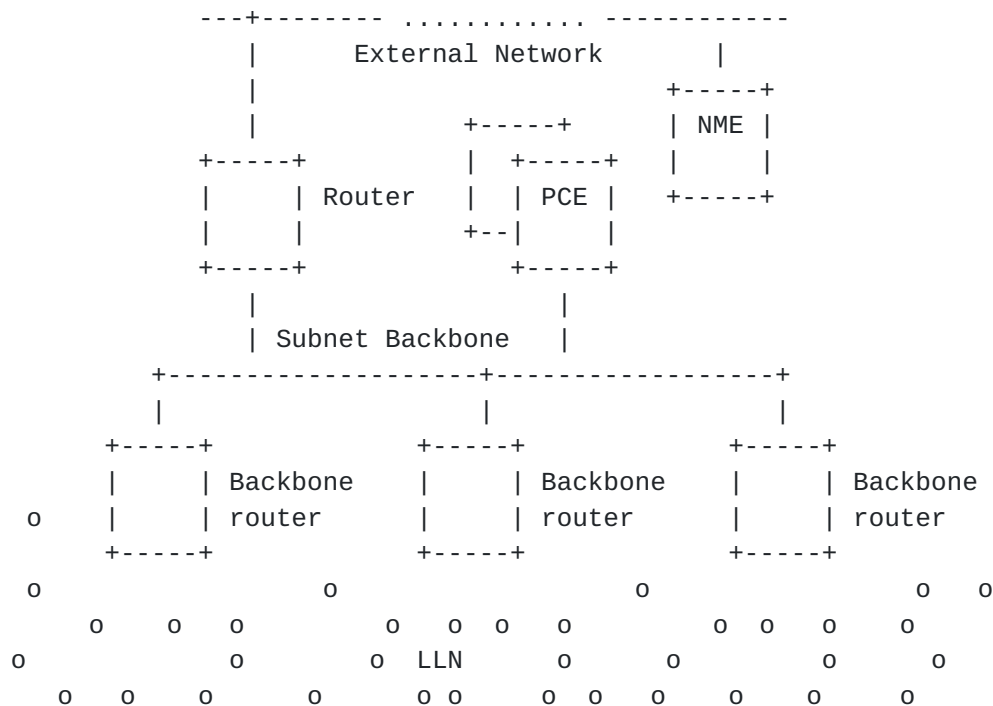 ---+-------- ............ ------------
|      External Network       |
|                          +-----+
|             +-----+      | NME |
+-----+          |  +-----+   |     |
|     | Router   |  | PCE |   +-----+
|     |          +--|     |
+-----+             +-----+
|                   |
| Subnet Backbone   |
+--------------------+------------------+
|                    |                  |
+-----+             +-----+             +-----+
|     | Backbone    |     | Backbone    |     | Backbone
o    |     | router      |     | router      |     | router
+-----+             +-----+             +-----+
o                  o                   o                 o   o
o    o   o         o   o  o   o         o  o   o    o
o             o        o  LLN      o      o         o      o
o   o    o      o      o o     o  o   o    o    o     o